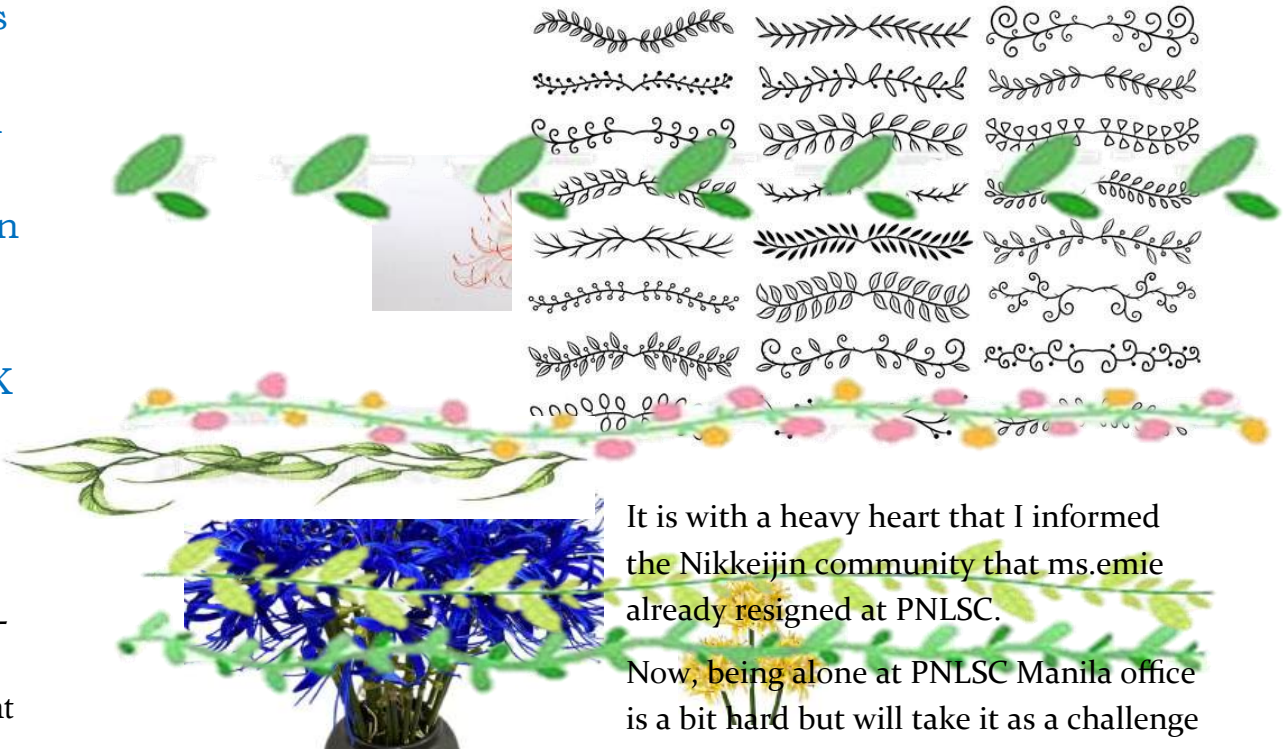 s
n
X
It is with a heavy heart that I informed
the Nikkeijin community that ms.emie
already resigned at PNLSC.
Now, being alone at PNLSC Manila office
is a bit hard but will take it as a challenge